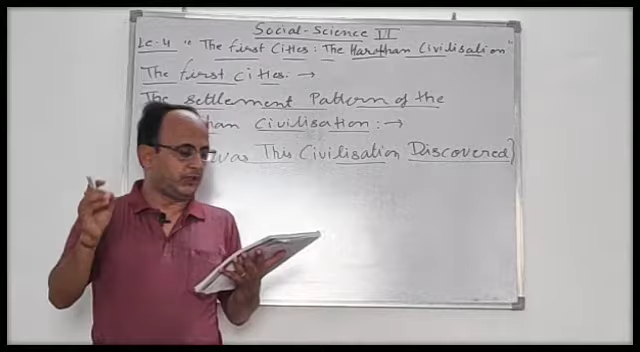 Social-Science VI
Le-4 "The first Cities: The Harappan Civilisation"
The first Cities: →
The settlement Pattern of the
Civilisation: →
was This Civilisation Discovered)